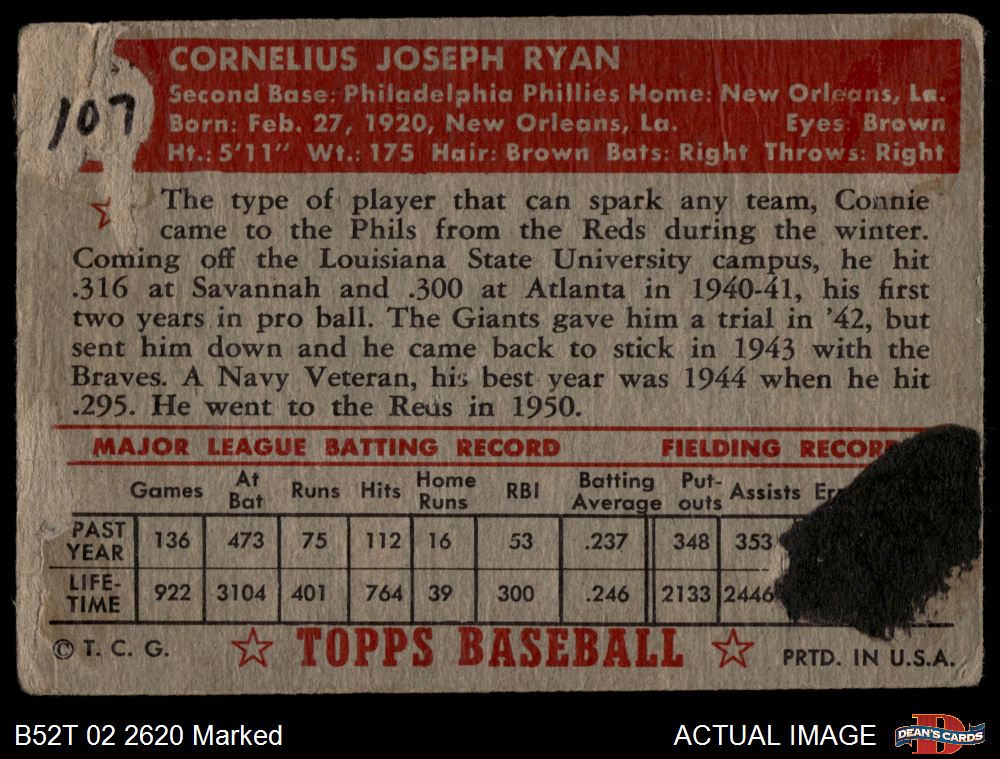 107
CORNELIUS JOSEPH RYAN
Second Base: Philadelphia Phillies Home: New Orleans, La.
Born: Feb. 27, 1920, New Orleans, La. Eyes: Brown
Ht.: 5'11" Wt.: 175 Hair: Brown Bats: Right Throws: Right
The type of player that can spark any team, Connie
came to the Phils from the Reds during the winter.
Coming off the Louisiana State University campus, he hit
.316 at Savannah and .300 at Atlanta in 1940-41, his first
two years in pro ball. The Giants gave him a trial in '42, but
sent him down and he came back to stick in 1943 with the
Braves. A Navy Veteran, his best year was 1944 when he hit
.295. He went to the Reds in 1950.
MAJOR LEAGUE BATTING RECORD FIELDING RECOR
Games At Bat Runs Hits Home Runs RBI Batting Average Put-outs Assists Er
PAST YEAR 136 473 75 112 16 53 .237 348 353
LIFE-TIME 922 3104 401 764 39 300 .246 2133 2446
© T. C. G. ☆ TOPPS BASEBALL ☆ PRTD. IN U.S.A.
B52T 02 2620 Marked ACTUAL IMAGE D DEAN'S CARDS